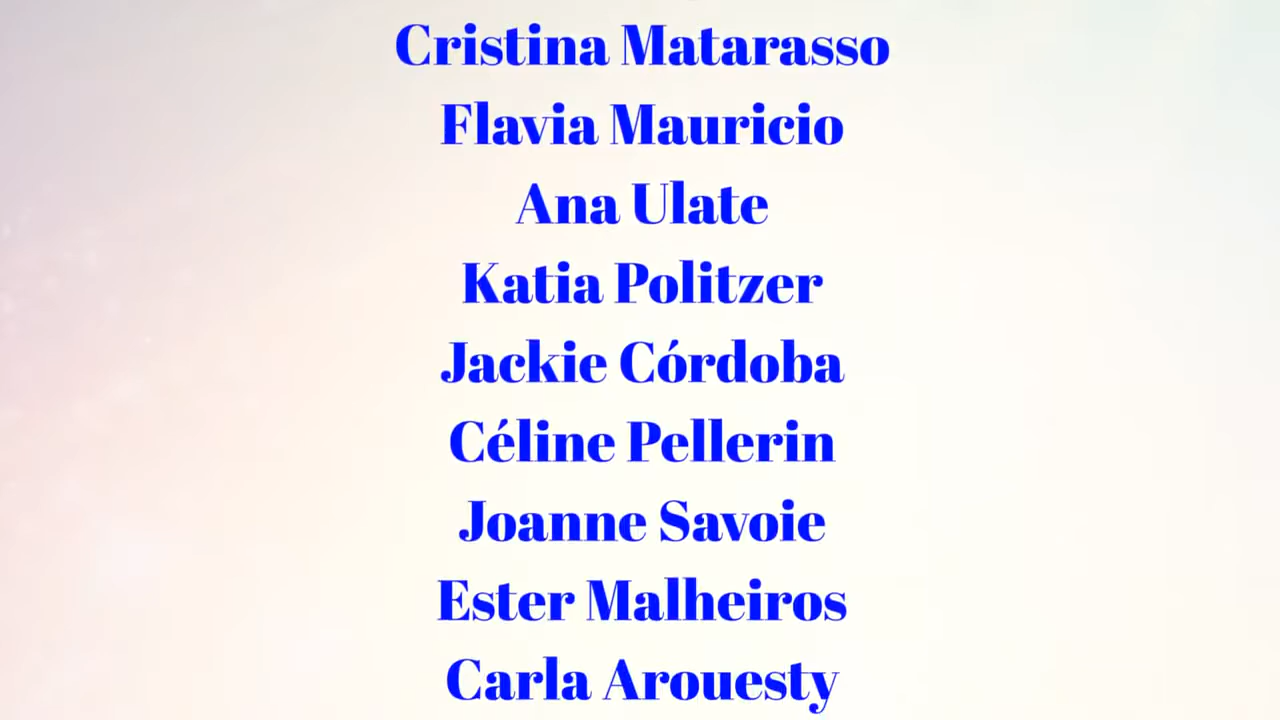 Cristina Matarasso
Flavia Mauricio
Ana Ulate
Katia Politzer
Jackie Córdoba
Céline Pellerin
Joanne Savoie
Ester Malheiros
Carla Arouesty